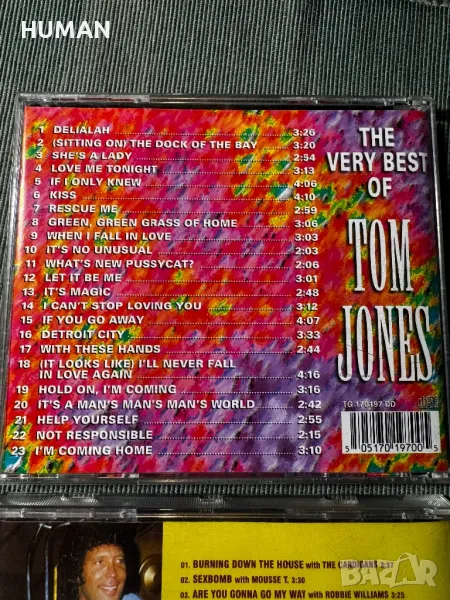 HUMAN
1 DELIALAH 3:26
2 (SITTING ON) THE DOCK OF THE BAY 3:20
3 SHE'S A LADY 2:54
4 LOVE ME TONIGHT 3:13
5 IF I ONLY KNEW 4:06
6 KISS 4:10
7 RESCUE ME 2:59
8 GREEN, GREEN GRASS OF HOME 3:06
9 WHEN I FALL IN LOVE 3:03
10 IT'S NO UNUSUAL 2:03
11 WHAT'S NEW PUSSYCAT? 2:06
12 LET IT BE ME 3:01
13 IT'S MAGIC 2:48
14 I CAN'T STOP LOVING YOU 3:12
15 IF YOU GO AWAY 4:07
16 DETROIT CITY 3:33
17 WITH THESE HANDS 2:44
18 (IT LOOKS LIKE) I'LL NEVER FALL
IN LOVE AGAIN 4:16
19 HOLD ON, I'M COMING 3:16
20 IT'S A MAN'S MAN'S MAN'S WORLD 2:42
21 HELP YOURSELF 2:55
22 NOT RESPONSIBLE 2:15
23 I'M COMING HOME 3:10
THE
VERY BEST
OF
TOM
JONES
TG 170197-DD
5 05170 19700 5
01. BURNING DOWN THE HOUSE with THE CARDIGANS 3:37
02. SEXBOMB with MOUSSE T. 3:30
03. ARE YOU GONNA GO MY WAY with ROBBIE WILLIAMS 3:25
BAZAR.BG